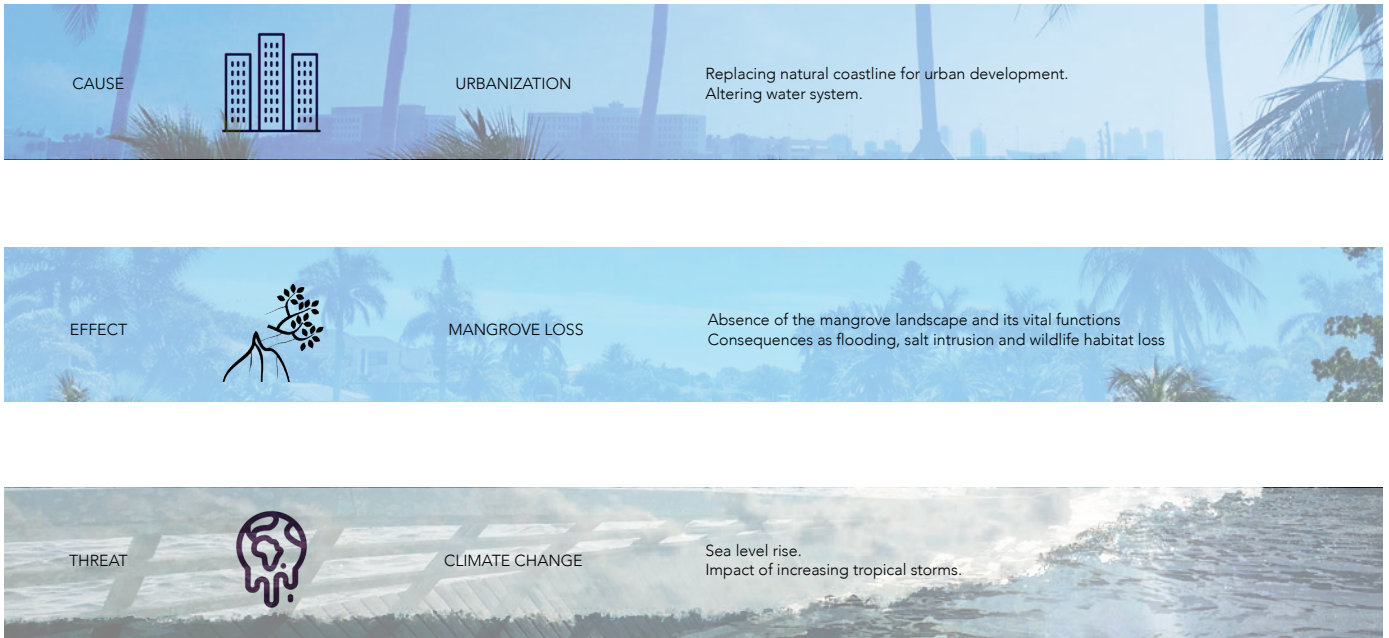 CAUSE
URBANIZATION
Replacing natural coastline for urban development.
Altering water system.
EFFECT
MANGROVE LOSS
Absence of the mangrove landscape and its vital functions
Consequences as flooding, salt intrusion and wildlife habitat loss
THREAT
CLIMATE CHANGE
Sea level rise.
Impact of increasing tropical storms.